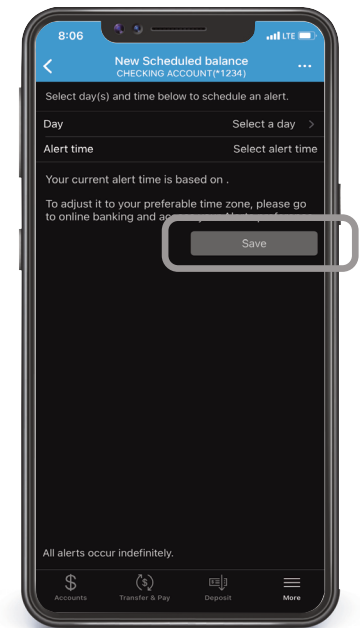 8:06
LTE
New Scheduled balance
CHECKING ACCOUNT(*1234)
Select day(s) and time below to schedule an alert.
Day Select a day
Alert time Select alert time
Your current alert time is based on .
To adjust it to your preferable time zone, please go
to online banking and
Save
All alerts occur indefinitely.
$ ($)
Accounts Transfer & Pay Deposit More